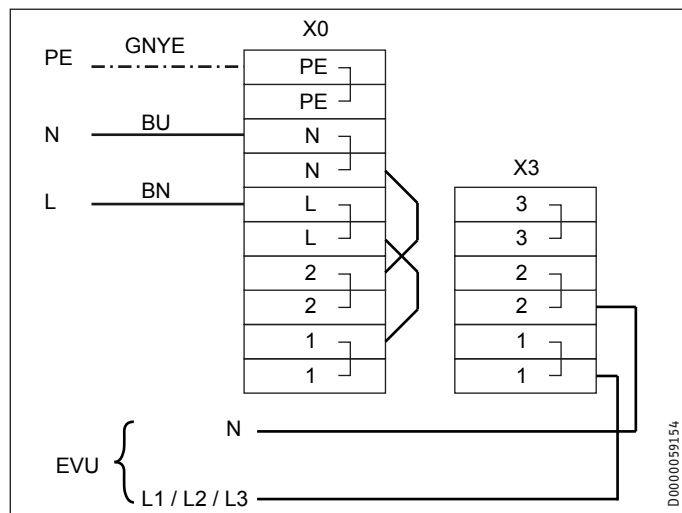 X0
PE GNYE PE
PE
N BU N
N
L BN L
L
2
2
1
1
X3
3
3
2
2
1
1
EVU
N
L1 / L2 / L3
D0000059154